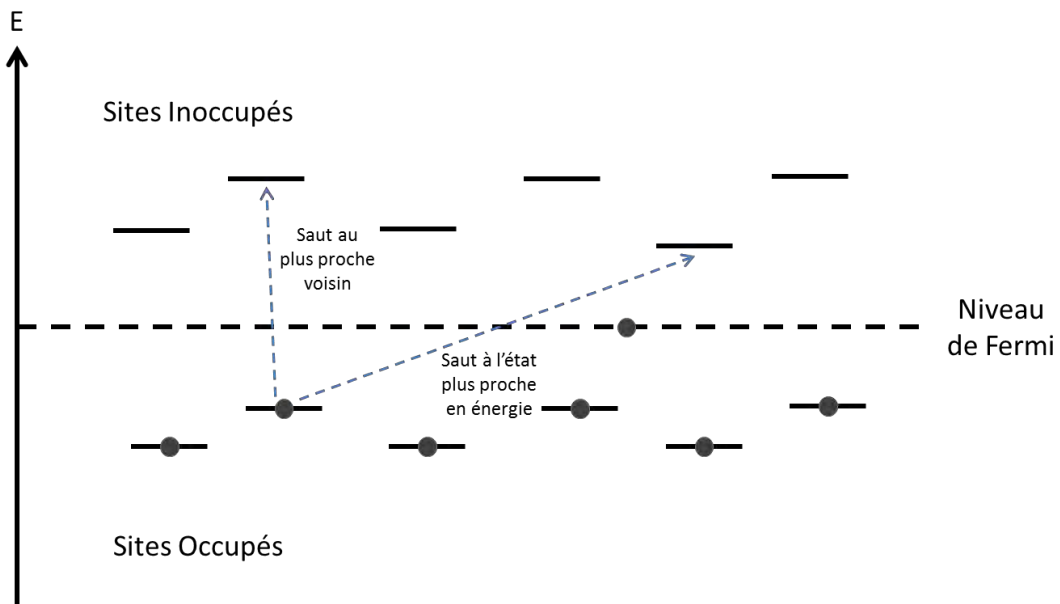 E
Sites Inoccupés
Saut au
plus proche
voisin
Niveau
de Fermi
Saut à l'état
plus proche
en énergie
Sites Occupés